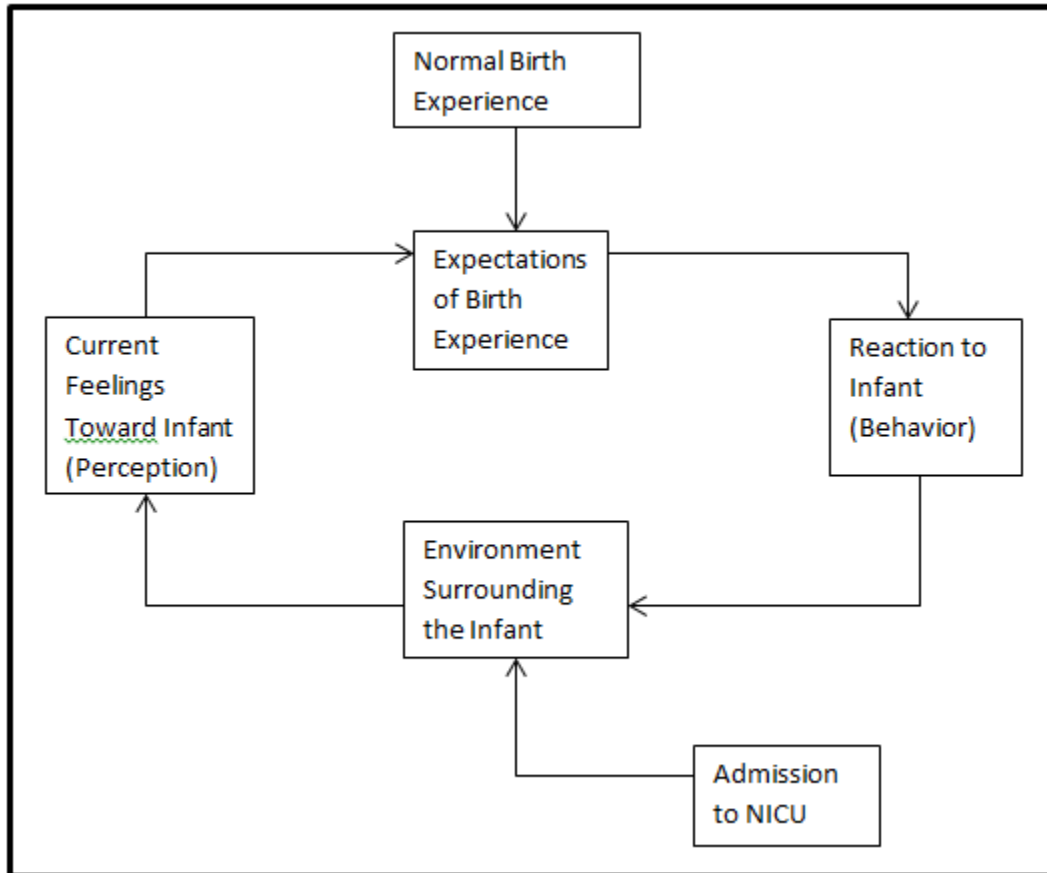 Normal Birth
Experience
Expectations
of Birth
Experience
Current
Feelings
Toward Infant
(Perception)
Reaction to
Infant
(Behavior)
Environment
Surrounding
the Infant
Admission
to NICU